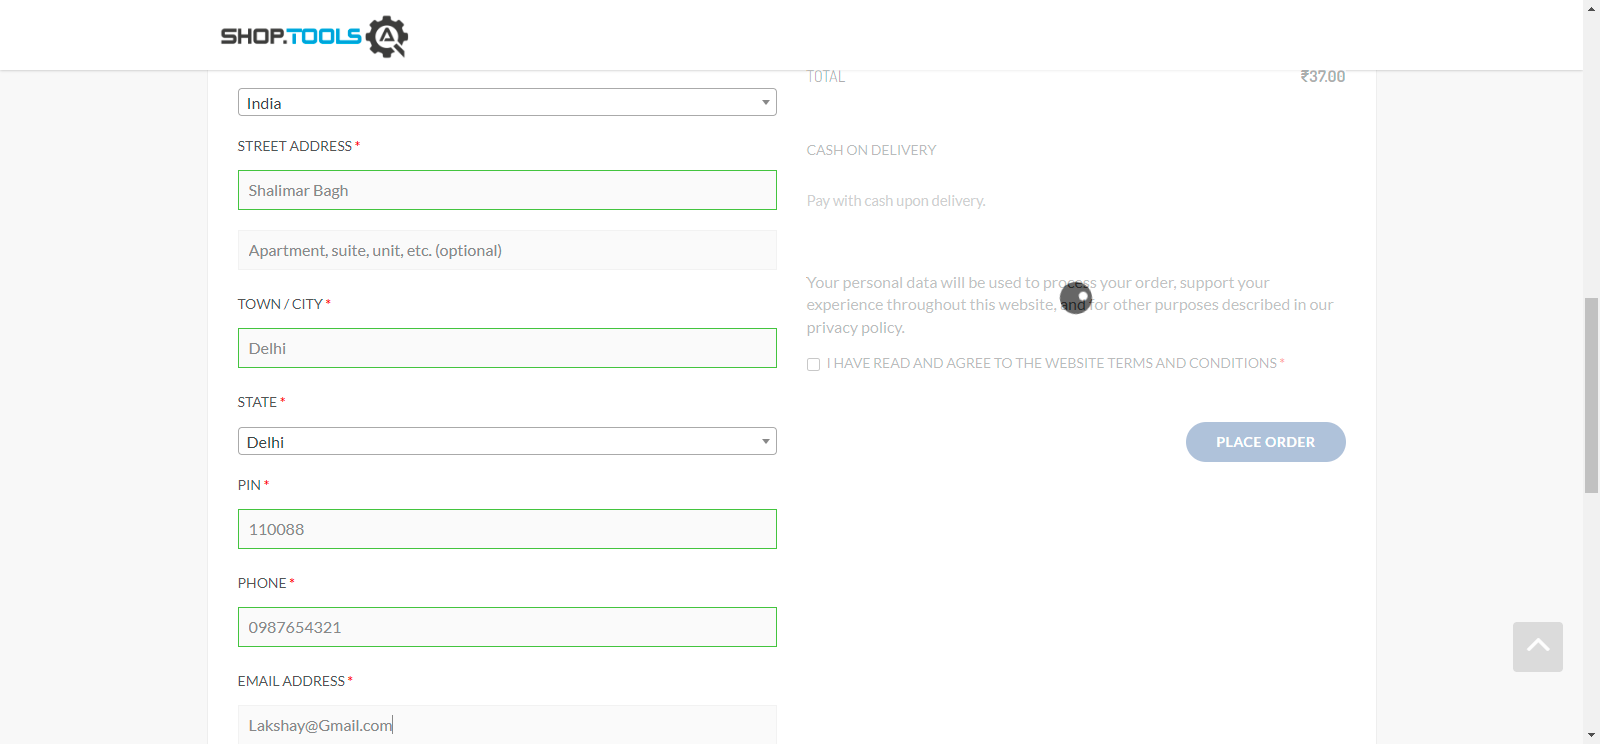 SHOP.TOOLS
India
STREET ADDRESS *
Shalimar Bagh
Apartment, suite, unit, etc. (optional)
TOWN / CITY *
Delhi
STATE *
Delhi
PIN *
110088
PHONE *
0987654321
EMAIL ADDRESS *
Lakshay@Gmail.com
TOTAL ₹37.00
CASH ON DELIVERY
Pay with cash upon delivery.
Your personal data will be used to process your order, support your
experience throughout this website, and for other purposes described in our
privacy policy.
I HAVE READ AND AGREE TO THE WEBSITE TERMS AND CONDITIONS *
PLACE ORDER